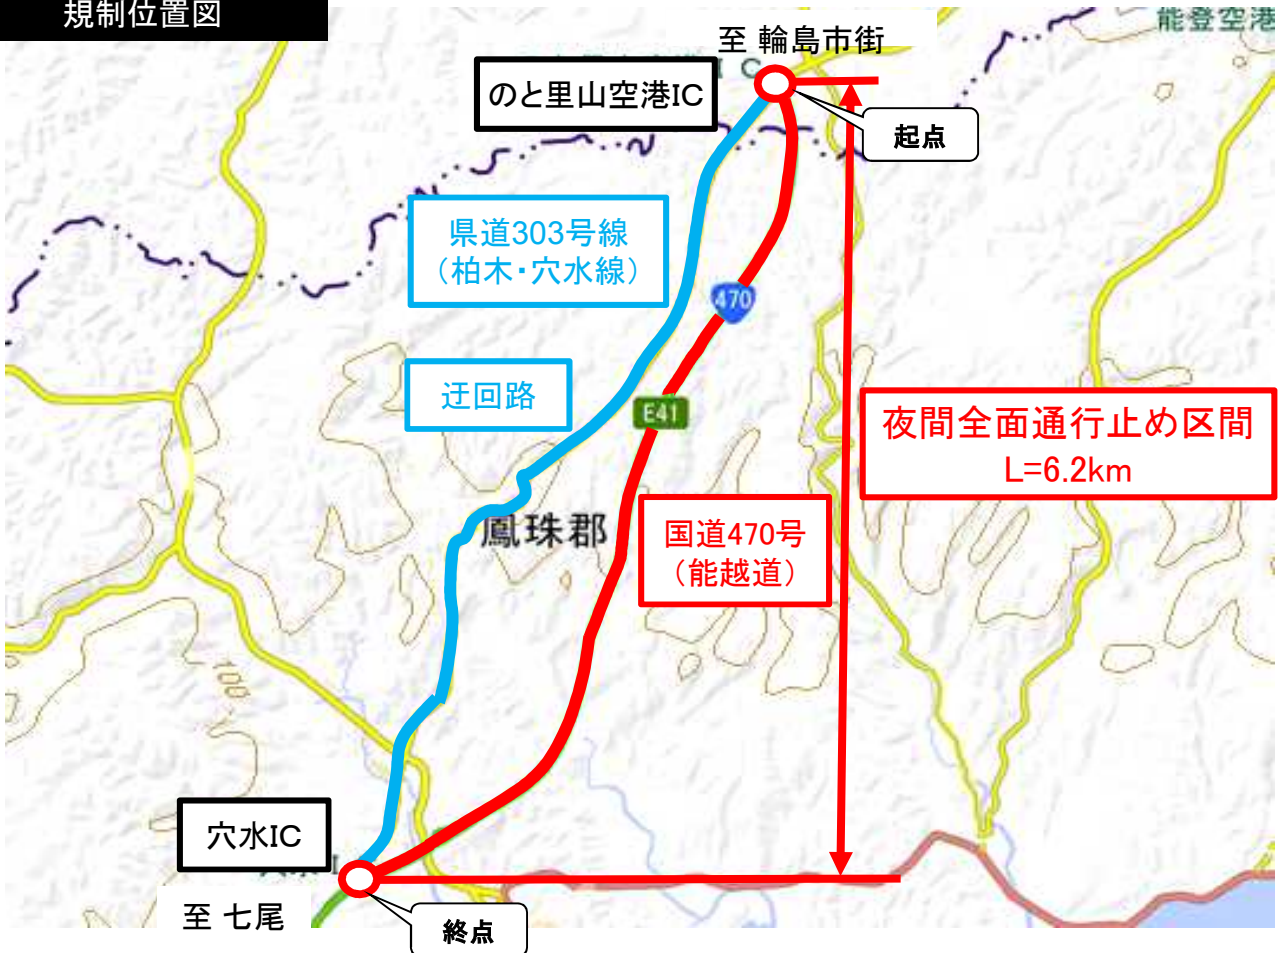 規制位置図
至 輪島市街
能登空港
のと里山空港IC
起点
県道303号線
（柏木・穴水線）
470
迂回路
E41
夜間全面通行止め区間
L=6.2km
鳳珠郡
国道470号
（能越道）
穴水IC
至 七尾
終点